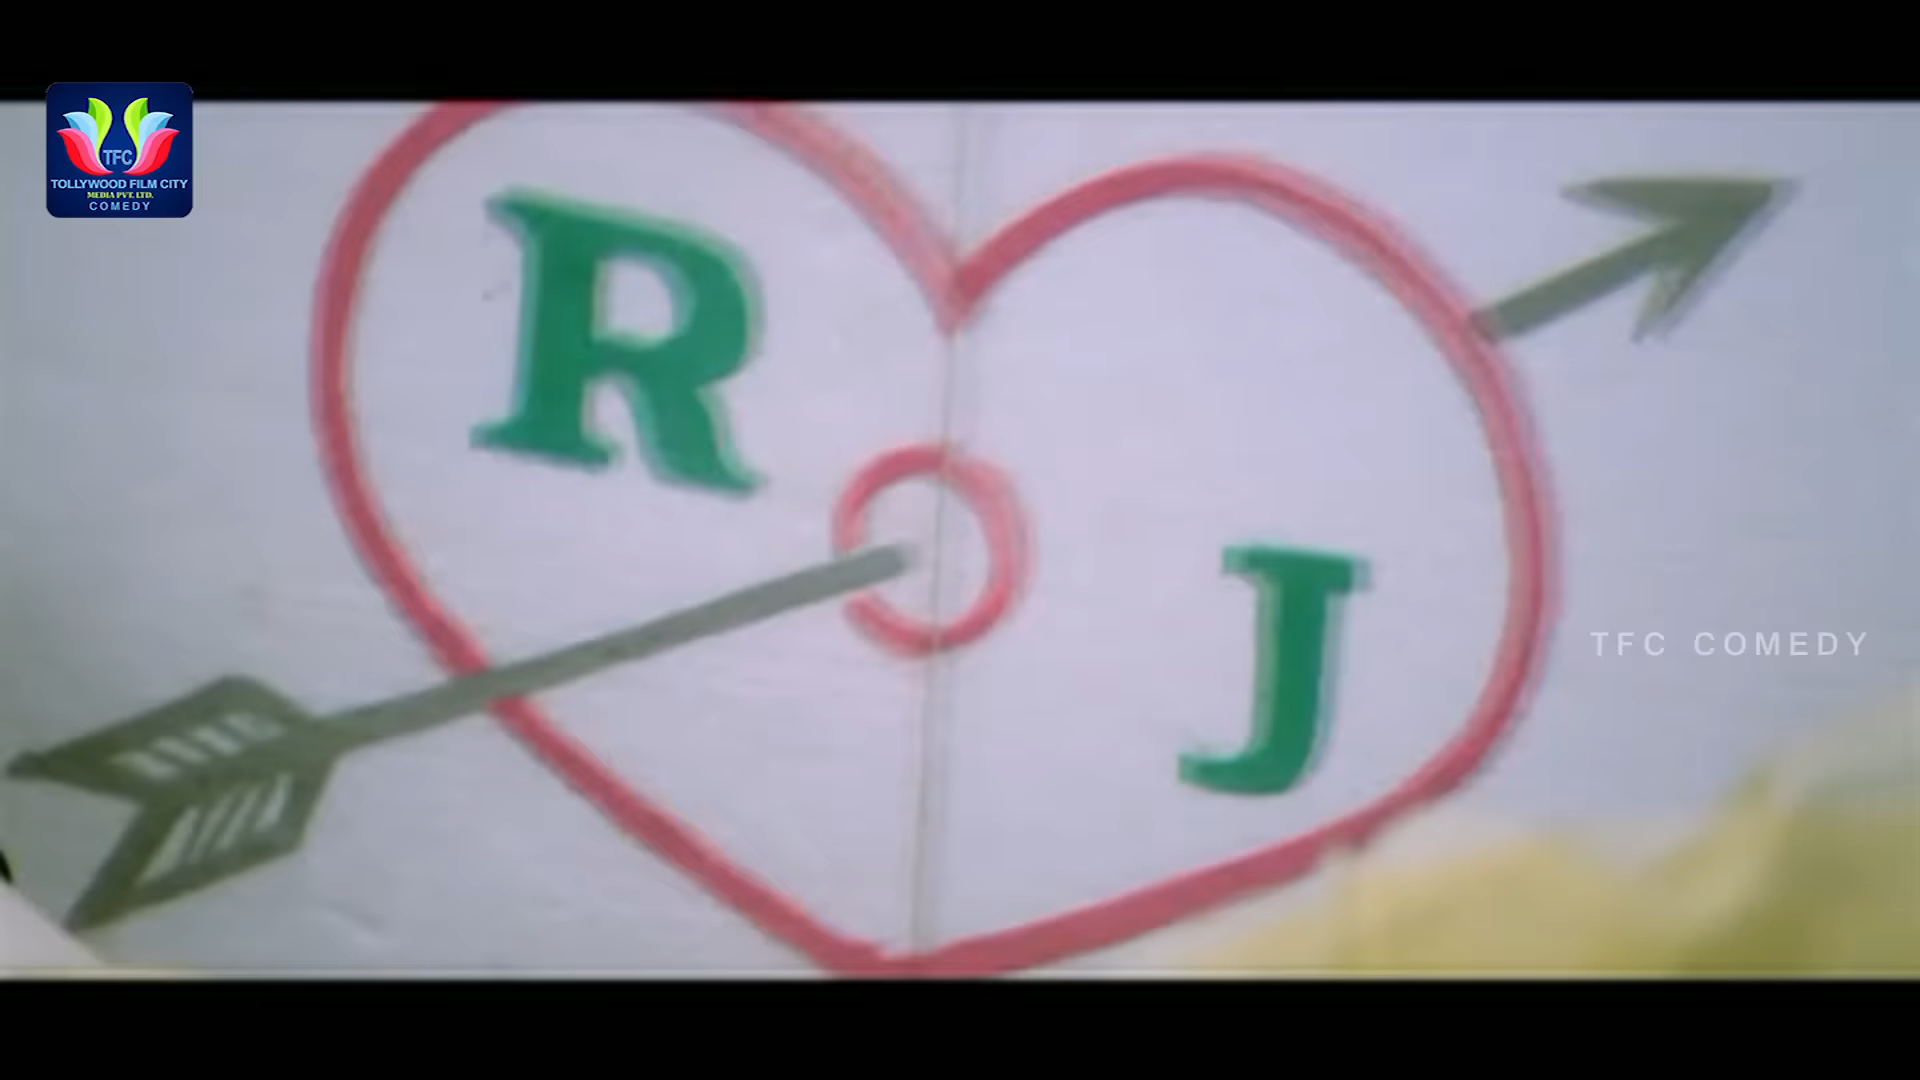 TFC
TOLLYWOOD FILM CITY
MEDIA PVT. LTD.
COMEDY
R
J
TFC COMEDY